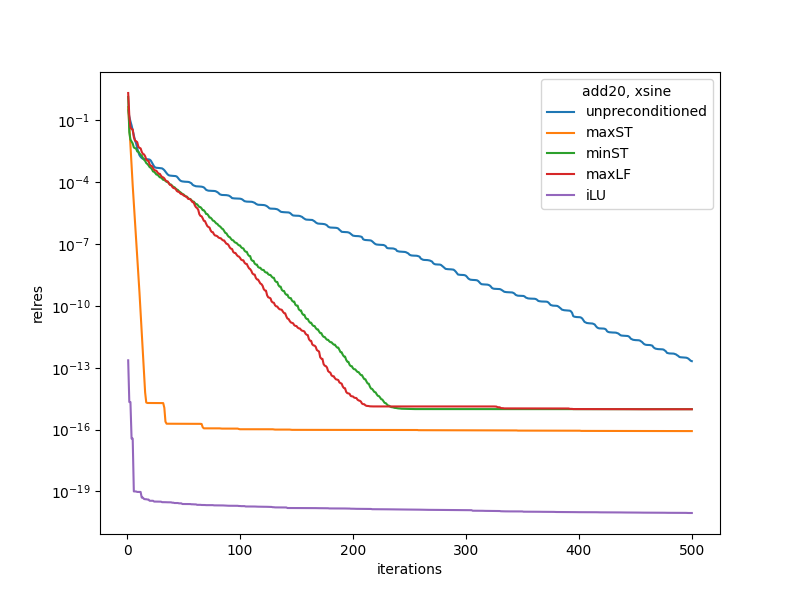 add20, xsine
unpreconditioned
maxST
minST
maxLF
iLU
10⁻¹
10⁻⁴
10⁻⁷
10⁻¹⁰
10⁻¹³
10⁻¹⁶
10⁻¹⁹
relres
0 100 200 300 400 500
iterations